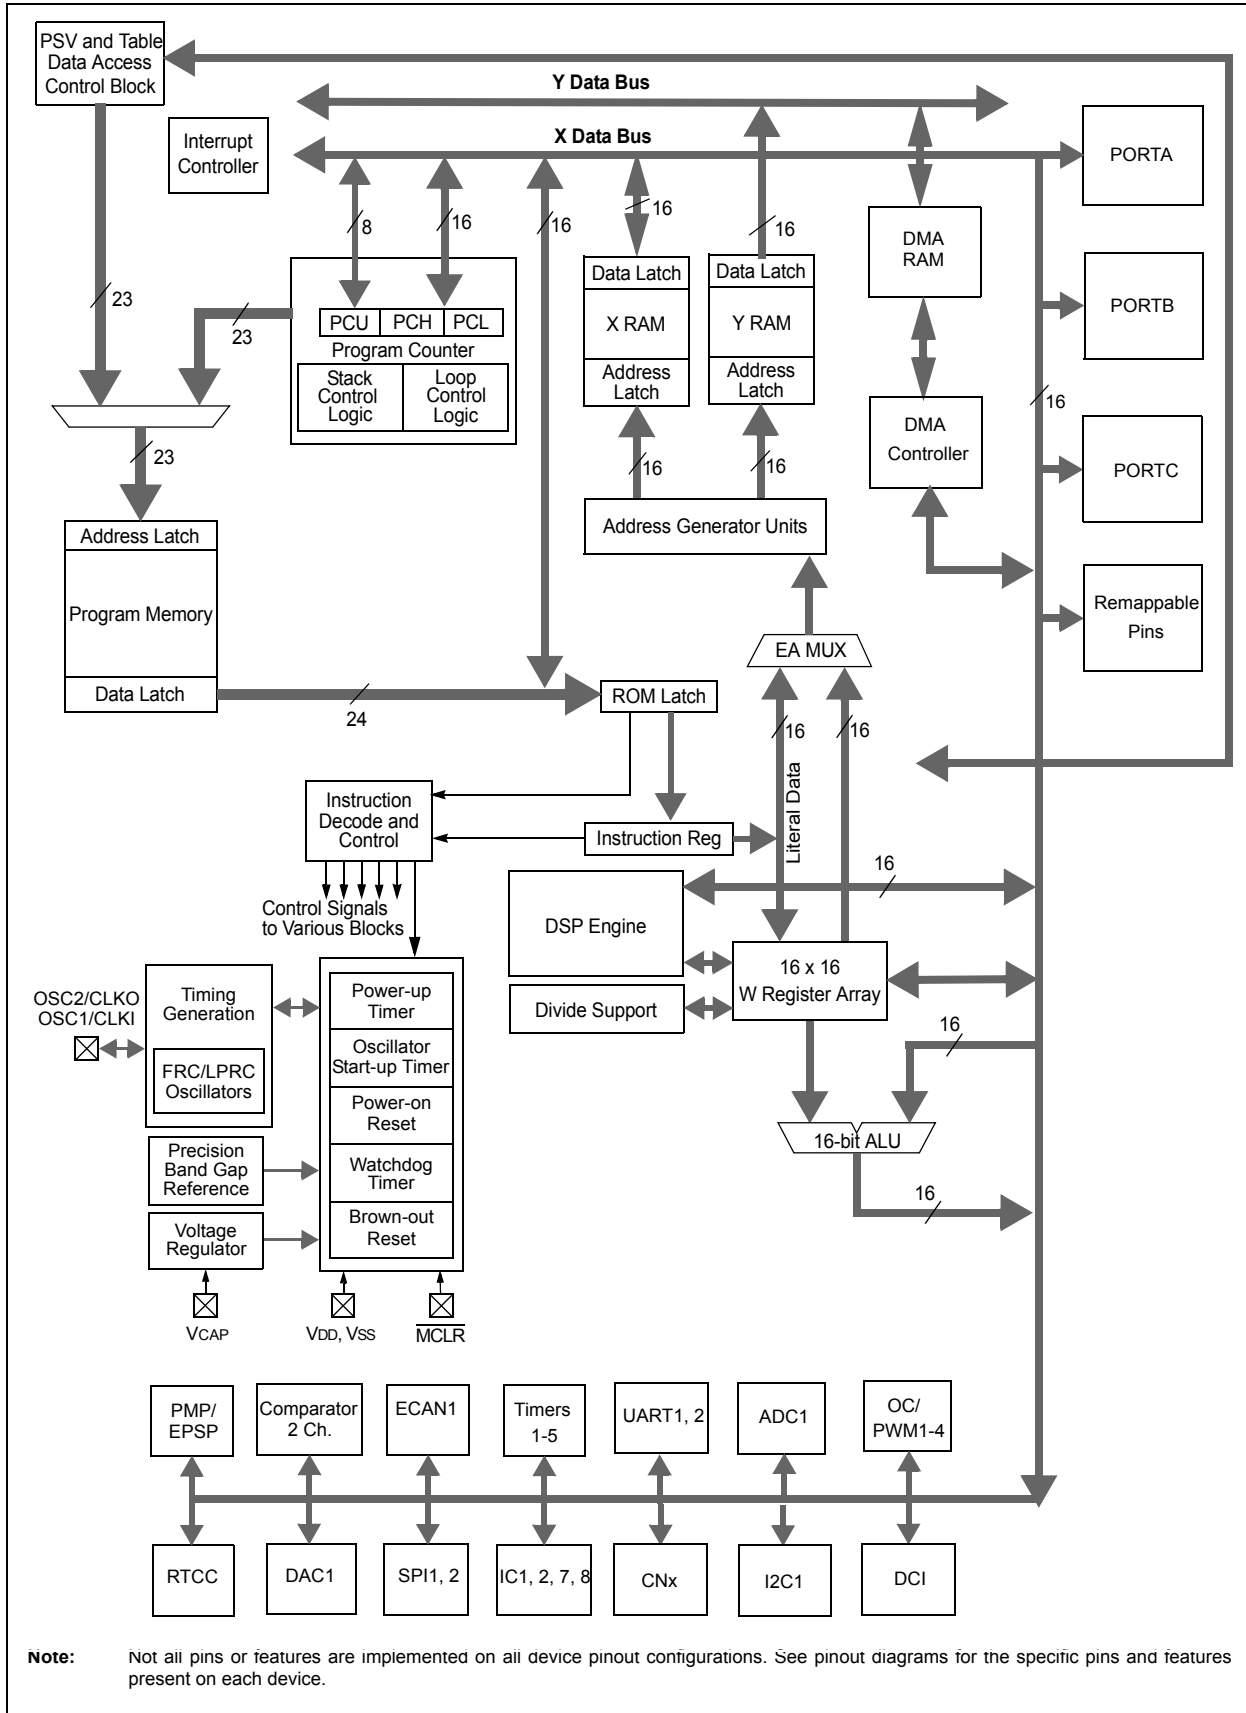 PSV and Table
Data Access
Control Block
Y Data Bus
Interrupt
Controller
X Data Bus
PORTA
8
16
16
16
16
DMA
RAM
23
23
Data Latch
Data Latch
PCU
PCH
PCL
X RAM
Y RAM
PORTB
Program Counter
Stack
Control
Logic
Loop
Control
Logic
Address
Latch
Address
Latch
16
23
DMA
Controller
16
16
PORTC
Address Latch
Address Generator Units
Program Memory
Remappable
Pins
EA MUX
Data Latch
24
ROM Latch
16
16
Literal Data
Instruction
Decode and
Control
Instruction Reg
16
Control Signals
to Various Blocks
DSP Engine
16 x 16
W Register Array
Divide Support
OSC2/CLKO
OSC1/CLKI
Timing
Generation
Power-up
Timer
FRC/LPRC
Oscillators
Oscillator
Start-up Timer
16
Power-on
Reset
16-bit ALU
Precision
Band Gap
Reference
Watchdog
Timer
16
Voltage
Regulator
Brown-out
Reset
VCAP
VDD, VSS
MCLR
PMP/
EPSP
Comparator
2 Ch.
ECAN1
Timers
1-5
UART1, 2
ADC1
OC/
PWM1-4
RTCC
DAC1
SPI1, 2
IC1, 2, 7, 8
CNx
I2C1
DCI
Note: Not all pins or features are implemented on all device pinout configurations. See pinout diagrams for the specific pins and features
present on each device.